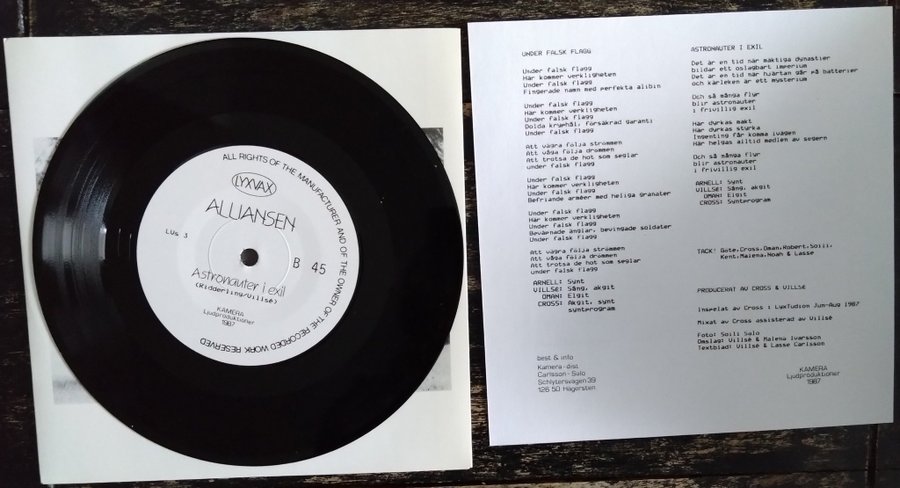 ALL RIGHTS OF THE MANUFACTURER AND OF THE OWNER OF THE RECORDED WORK RESERVED
LYXVAX
ALLIANSEN
LVs 3
B 45
Astronauter i exil
(Ridderling/Villsé)
KAMERA
Ljudproduktioner
1987
UNDER FALSK FLAGG
Under falsk flagg
Här kommer verkligheten
Under falsk flagg
Fingerade namn med perfekta alibin
Under falsk flagg
Här kommer verkligheten
Under falsk flagg
Dolda kryphål, försäkrad garanti
Under falsk flagg
Att vägra följa strömmen
Att våga följa drömmen
Att trotsa de hot som seglar
under falsk flagg
Under falsk flagg
Här kommer verkligheten
Under falsk flagg
Befriande arméer med heliga granater
Under falsk flagg
Här kommer verkligheten
Under falsk flagg
Beväpnade änglar, bevingade soldater
Under falsk flagg
Att vägra följa strömmen
Att våga följa drömmen
Att trotsa de hot som seglar
under falsk flagg
ARNELL: Synt
VILLSÉ: Sång, akgit
OMAN: Elgit
CROSS: Akgit, synt
syntprogram
best & info
Kamera-dist
Carlsson-Salo
Schlytersvägen 39
126 50 Hägersten
ASTRONAUTER I EXIL
Det är en tid när mäktiga dynastier
bildar ett oslagbart imperium
Det är en tid när hjärtan går på batterier
och kärleken är ett mysterium
Och så många flyr
blir astronauter
i frivillig exil
Här dyrkas makt
Här dyrkas styrka
Ingenting får komma ivägen
Här helgas alltid medlen av segern
Och så många flyr
blir astronauter
i frivillig exil
ARNELL: Synt
VILLSÉ: Sång, akgit
OMAN: Elgit
CROSS: Syntprogram
TACK! Göte, Cross, Oman, Robert, Soili,
Kent, Malena, Noah & Lasse
PRODUCERAT AV CROSS & VILLSÉ
Inspelat av Cross i Lyxtudion Jun-Aug 1987
Mixat av Cross assisterad av Villsé
Foto: Soili Salo
Omslag: Villsé & Malena Ivarsson
Textblad: Villsé & Lasse Carlsson
KAMERA
Ljudproduktioner
1987